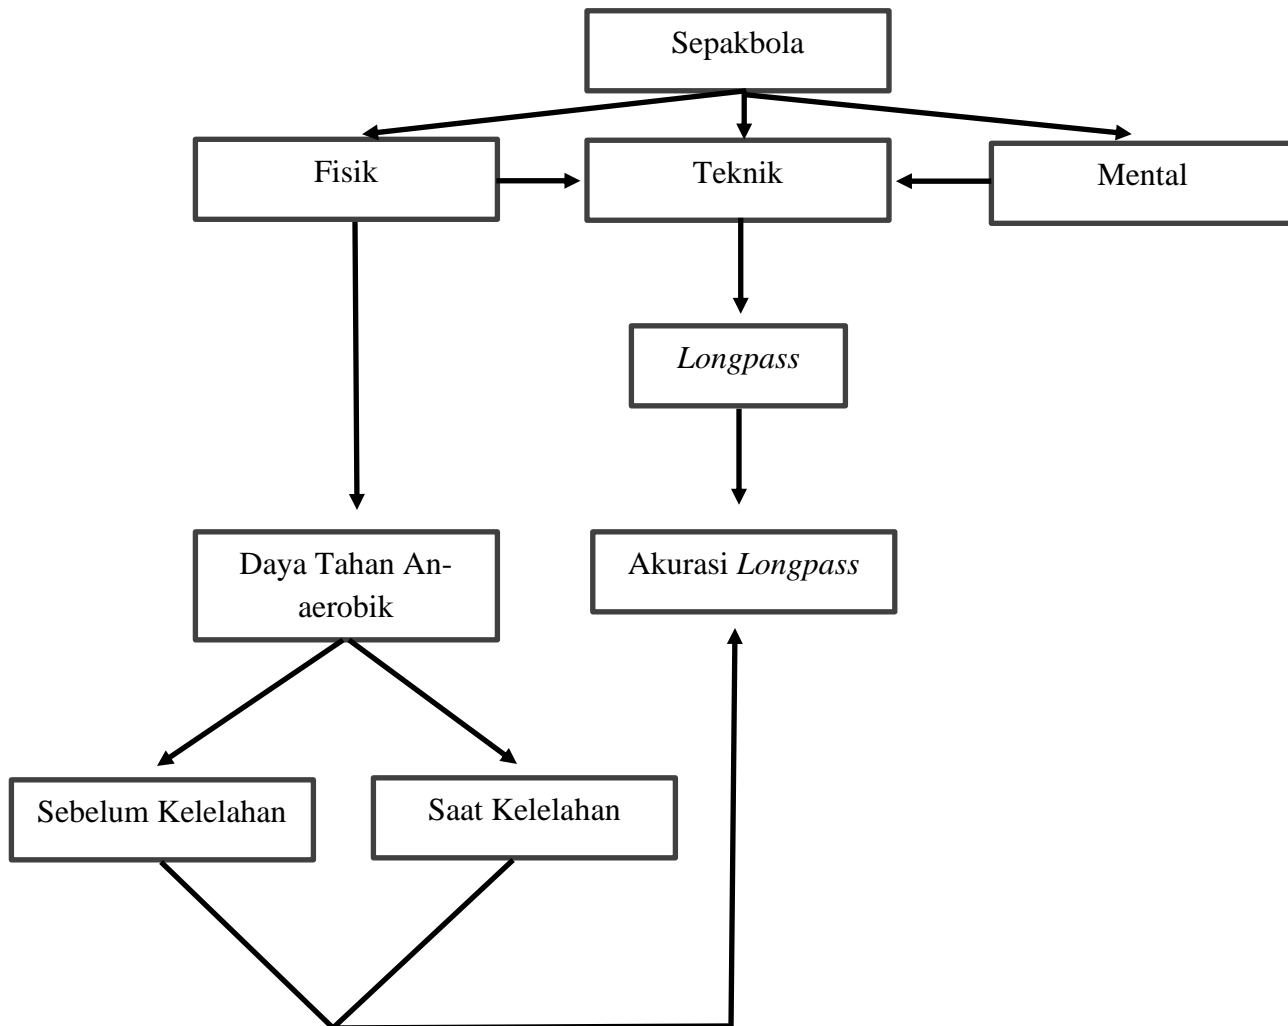 Sepakbola
Fisik
Teknik
Mental
Longpass
Daya Tahan An-
aerobik
Akurasi Longpass
Sebelum Kelelahan
Saat Kelelahan